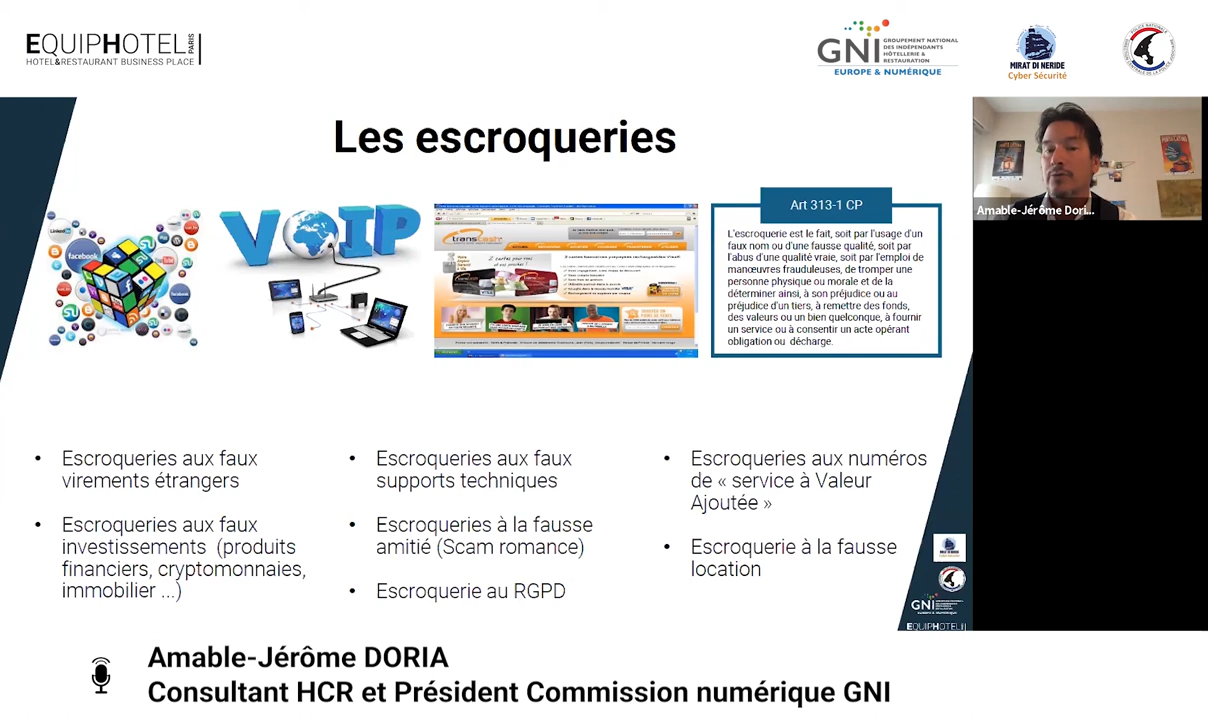 EQUIPHOTEL PARIS
HOTEL&RESTAURANT BUSINESS PLACE
GNI
GROUPEMENT NATIONAL
DES INDÉPENDANTS
HÔTELLERIE &
RESTAURATION
EUROPE & NUMÉRIQUE
MIRAT DI NERIDE
Cyber Sécurité
POLICE NATIONALE
Les escroqueries
LinkedIn
facebook
VOIP
transcash
Art 313-1 CP
L'escroquerie est le fait, soit par l'usage d'un
faux nom ou d'une fausse qualité, soit par
l'abus d'une qualité vraie, soit par l'emploi de
manœuvres frauduleuses, de tromper une
personne physique ou morale et de la
déterminer ainsi, à son préjudice ou au
préjudice d'un tiers, à remettre des fonds,
des valeurs ou un bien quelconque, à fournir
un service ou à consentir un acte opérant
obligation ou décharge.
Amable-Jérôme Dori...
• Escroqueries aux faux
virements étrangers
• Escroqueries aux faux
investissements (produits
financiers, cryptomonnaies,
immobilier ...)
• Escroqueries aux faux
supports techniques
• Escroqueries à la fausse
amitié (Scam romance)
• Escroquerie au RGPD
• Escroqueries aux numéros
de « service à Valeur
Ajoutée »
• Escroquerie à la fausse
location
GNI
EQUIPHOTEL
Amable-Jérôme DORIA
Consultant HCR et Président Commission numérique GNI